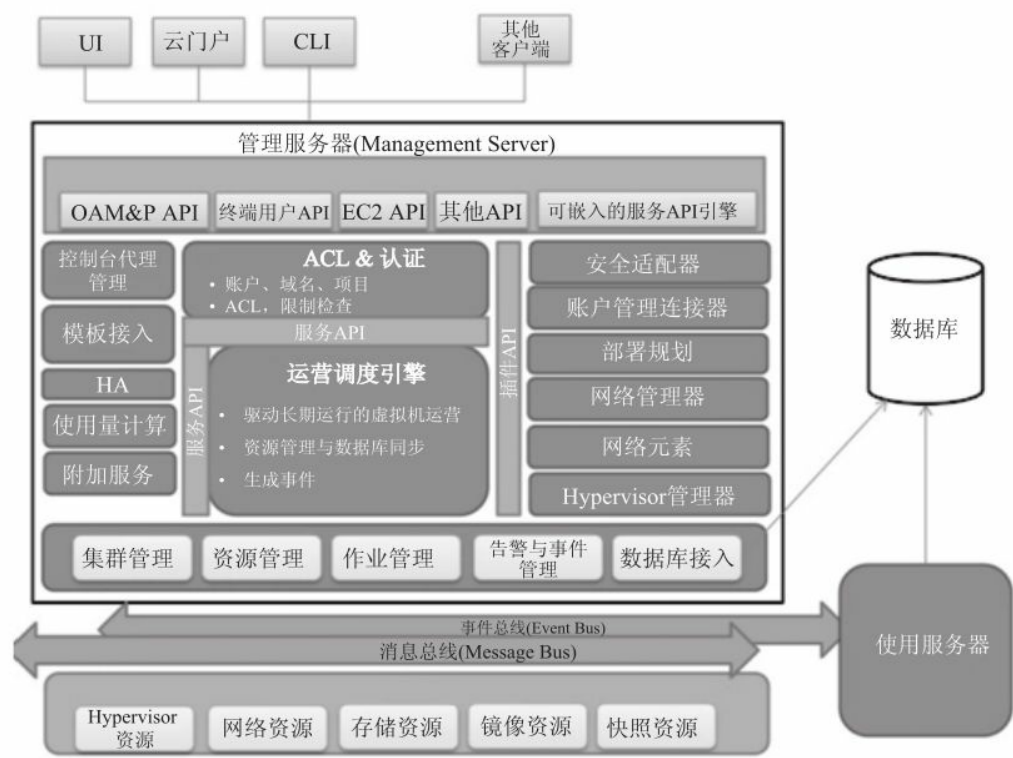 UI
云门户
CLI
其他
客户端
管理服务器(Management Server)
OAM&P API
终端用户API
EC2 API
其他API
可嵌入的服务API引擎
控制台代理
管理
模板接入
HA
使用量计算
附加服务
ACL & 认证
• 账户、域名、项目
• ACL，限制检查
服务API
服务API
运营调度引擎
• 驱动长期运行的虚拟机运营
• 资源管理与数据库同步
• 生成事件
插件API
安全适配器
账户管理连接器
部署规划
网络管理器
网络元素
Hypervisor管理器
数据库
集群管理
资源管理
作业管理
告警与事件
管理
数据库接入
事件总线(Event Bus)
消息总线(Message Bus)
使用服务器
Hypervisor
资源
网络资源
存储资源
镜像资源
快照资源